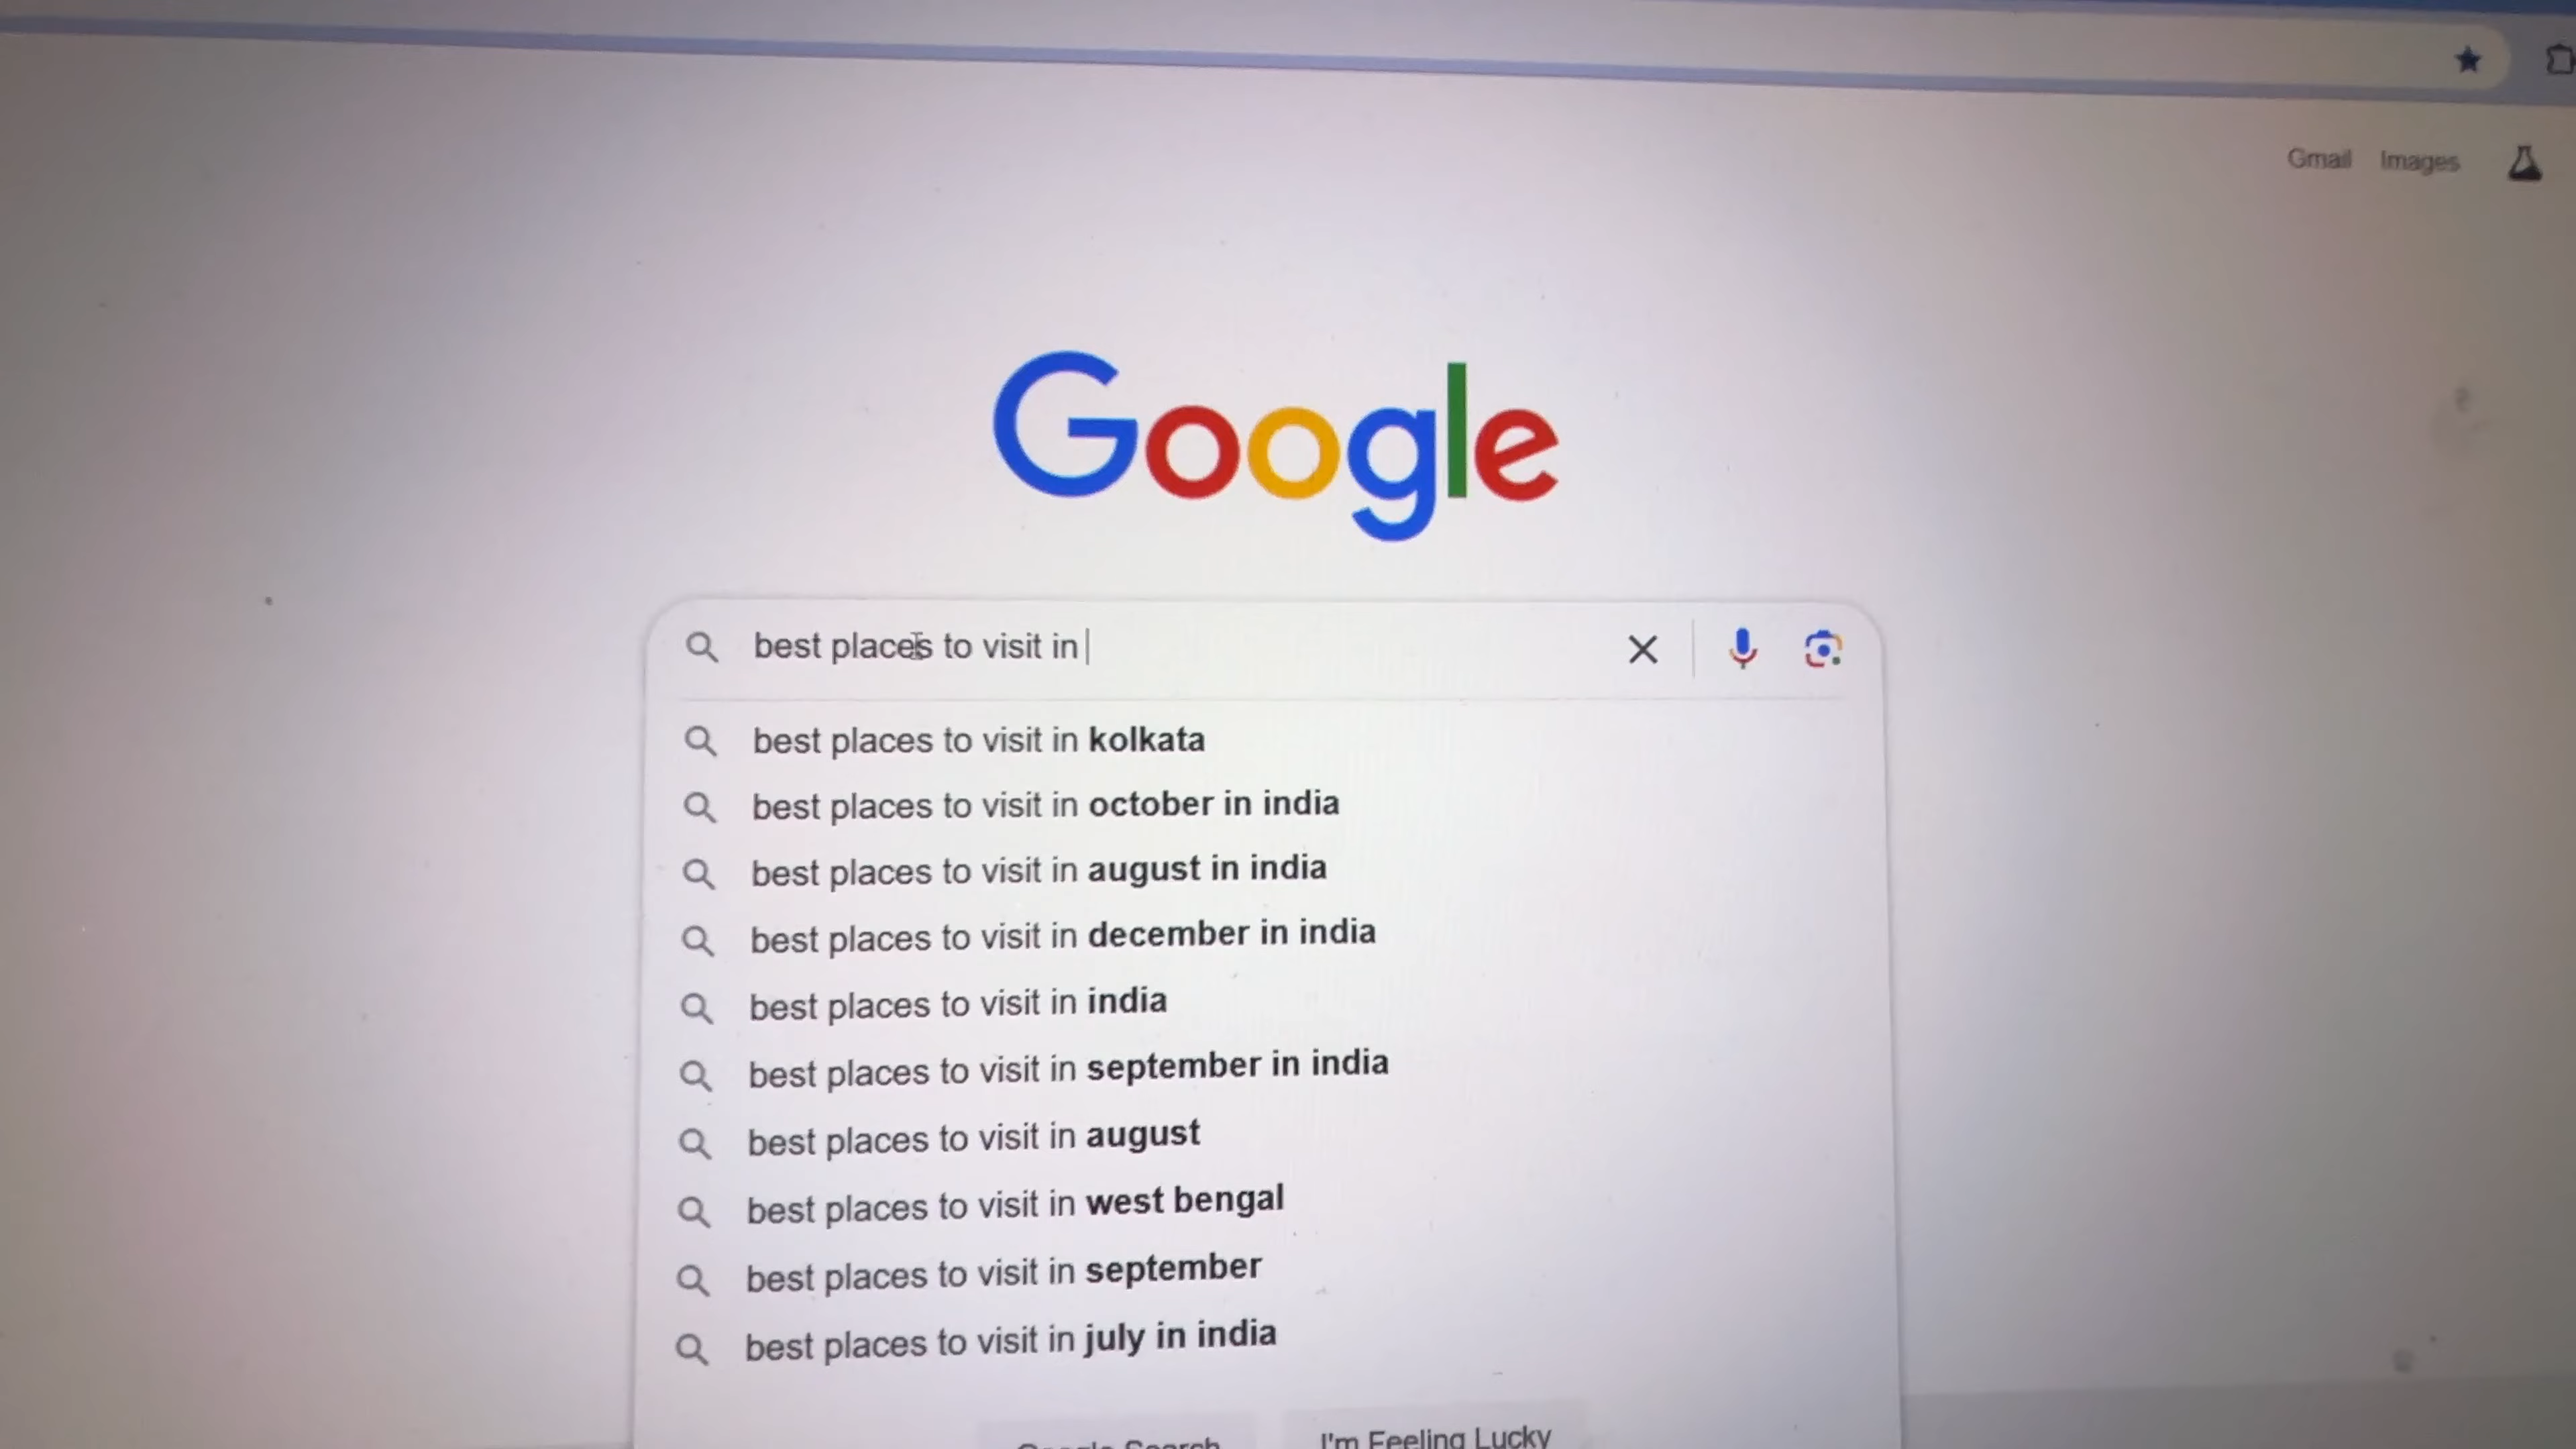 Gmail Images
Google
best places to visit in
best places to visit in kolkata
best places to visit in october in india
best places to visit in august in india
best places to visit in december in india
best places to visit in india
best places to visit in september in india
best places to visit in august
best places to visit in west bengal
best places to visit in september
best places to visit in july in india
Google Search I'm Feeling Lucky